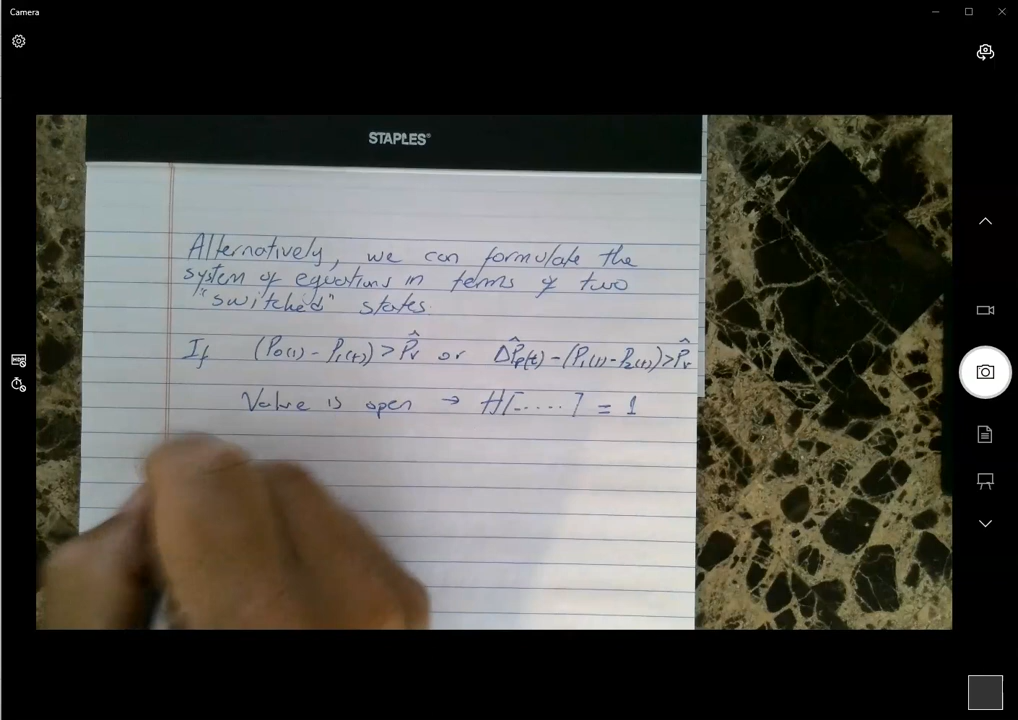 Camera
STAPLES®
Alternatively, we can formulate the
system of equations in terms of two
"switched" states.
If (P₀(t) - P₁(t)) > P̂ᵥ or ΔP̂ₚ(t) - (P₁(t) - P₂(t)) > P̂ᵥ
Valve is open → H[.....] = 1